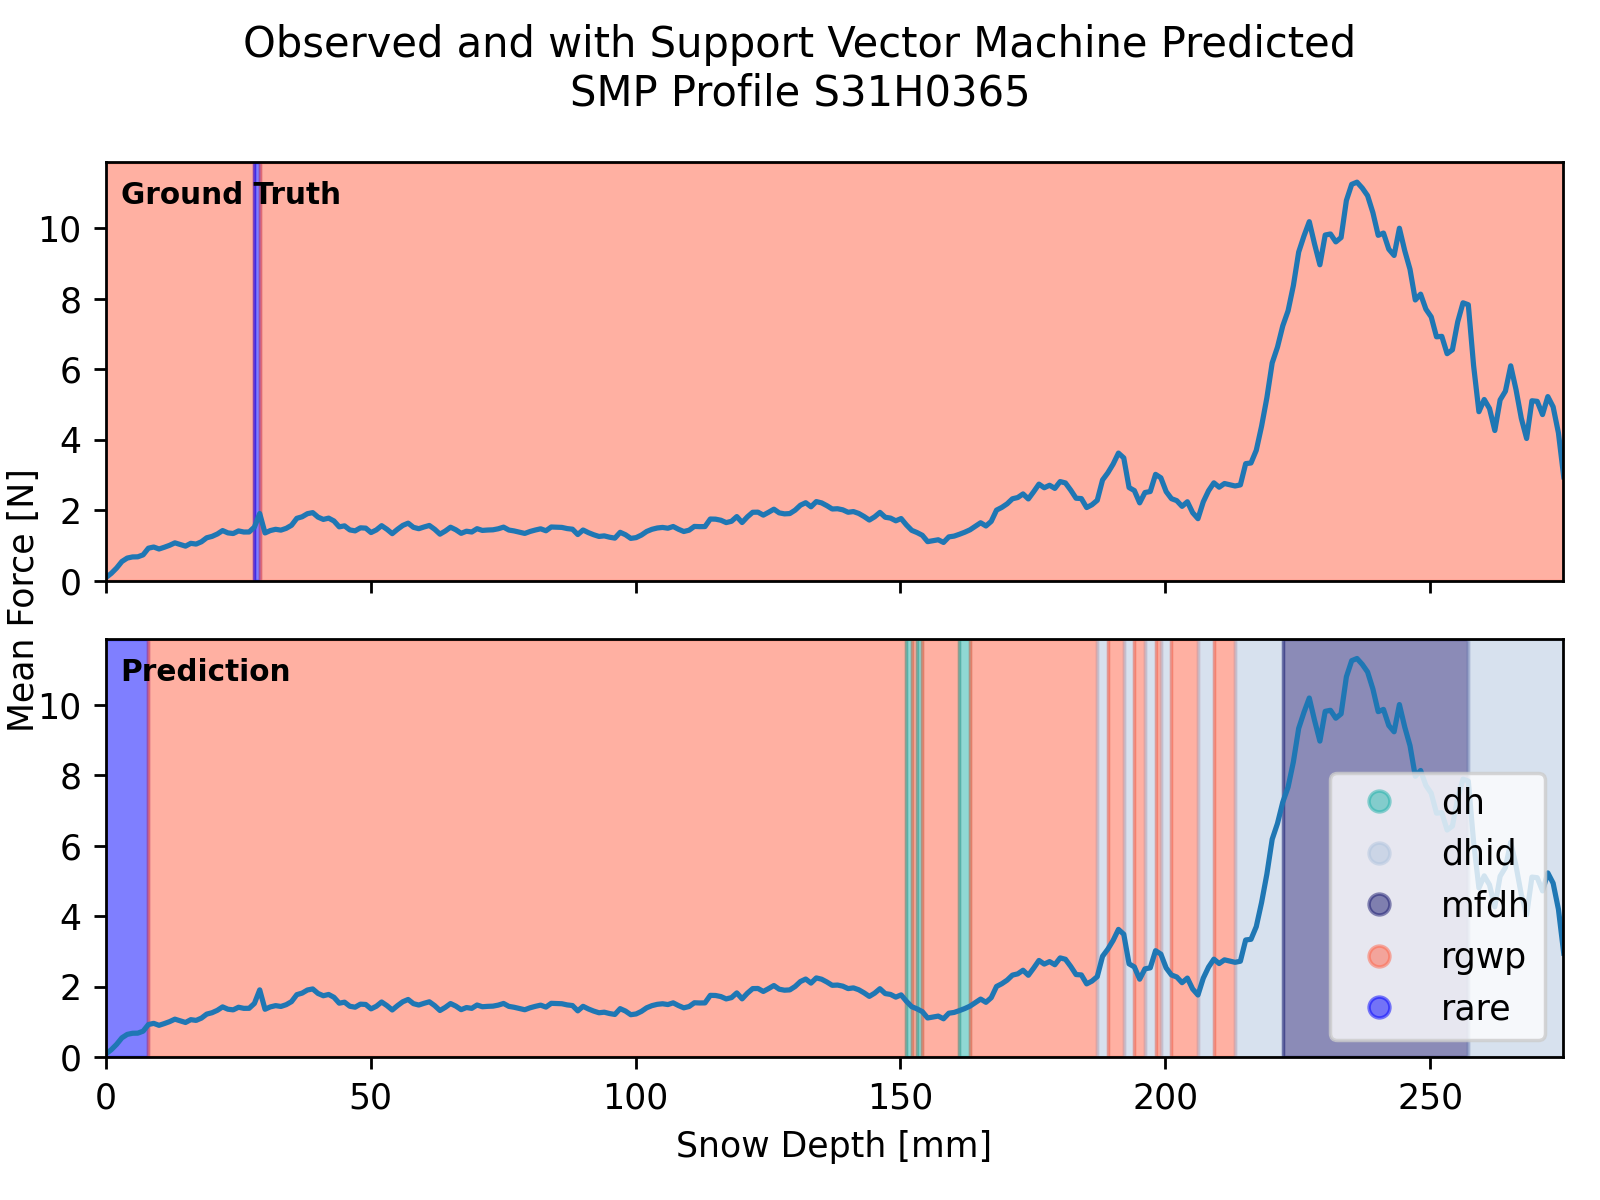 Observed and with Support Vector Machine Predicted
SMP Profile S31H0365
Ground Truth
10
8
6
4
2
0
Mean Force [N]
Prediction
10
8
6
4
2
0
dh
dhid
mfdh
rgwp
rare
0 50 100 150 200 250
Snow Depth [mm]